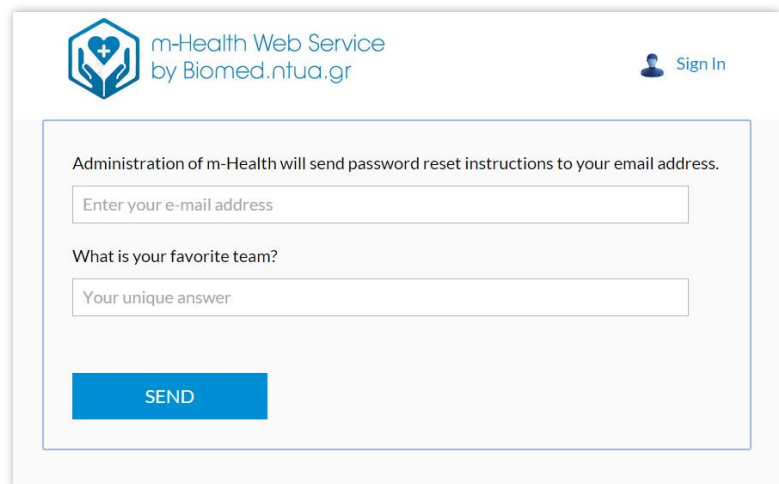 m-Health Web Service
by Biomed.ntua.gr
Sign In
Administration of m-Health will send password reset instructions to your email address.
Enter your e-mail address
What is your favorite team?
Your unique answer
SEND